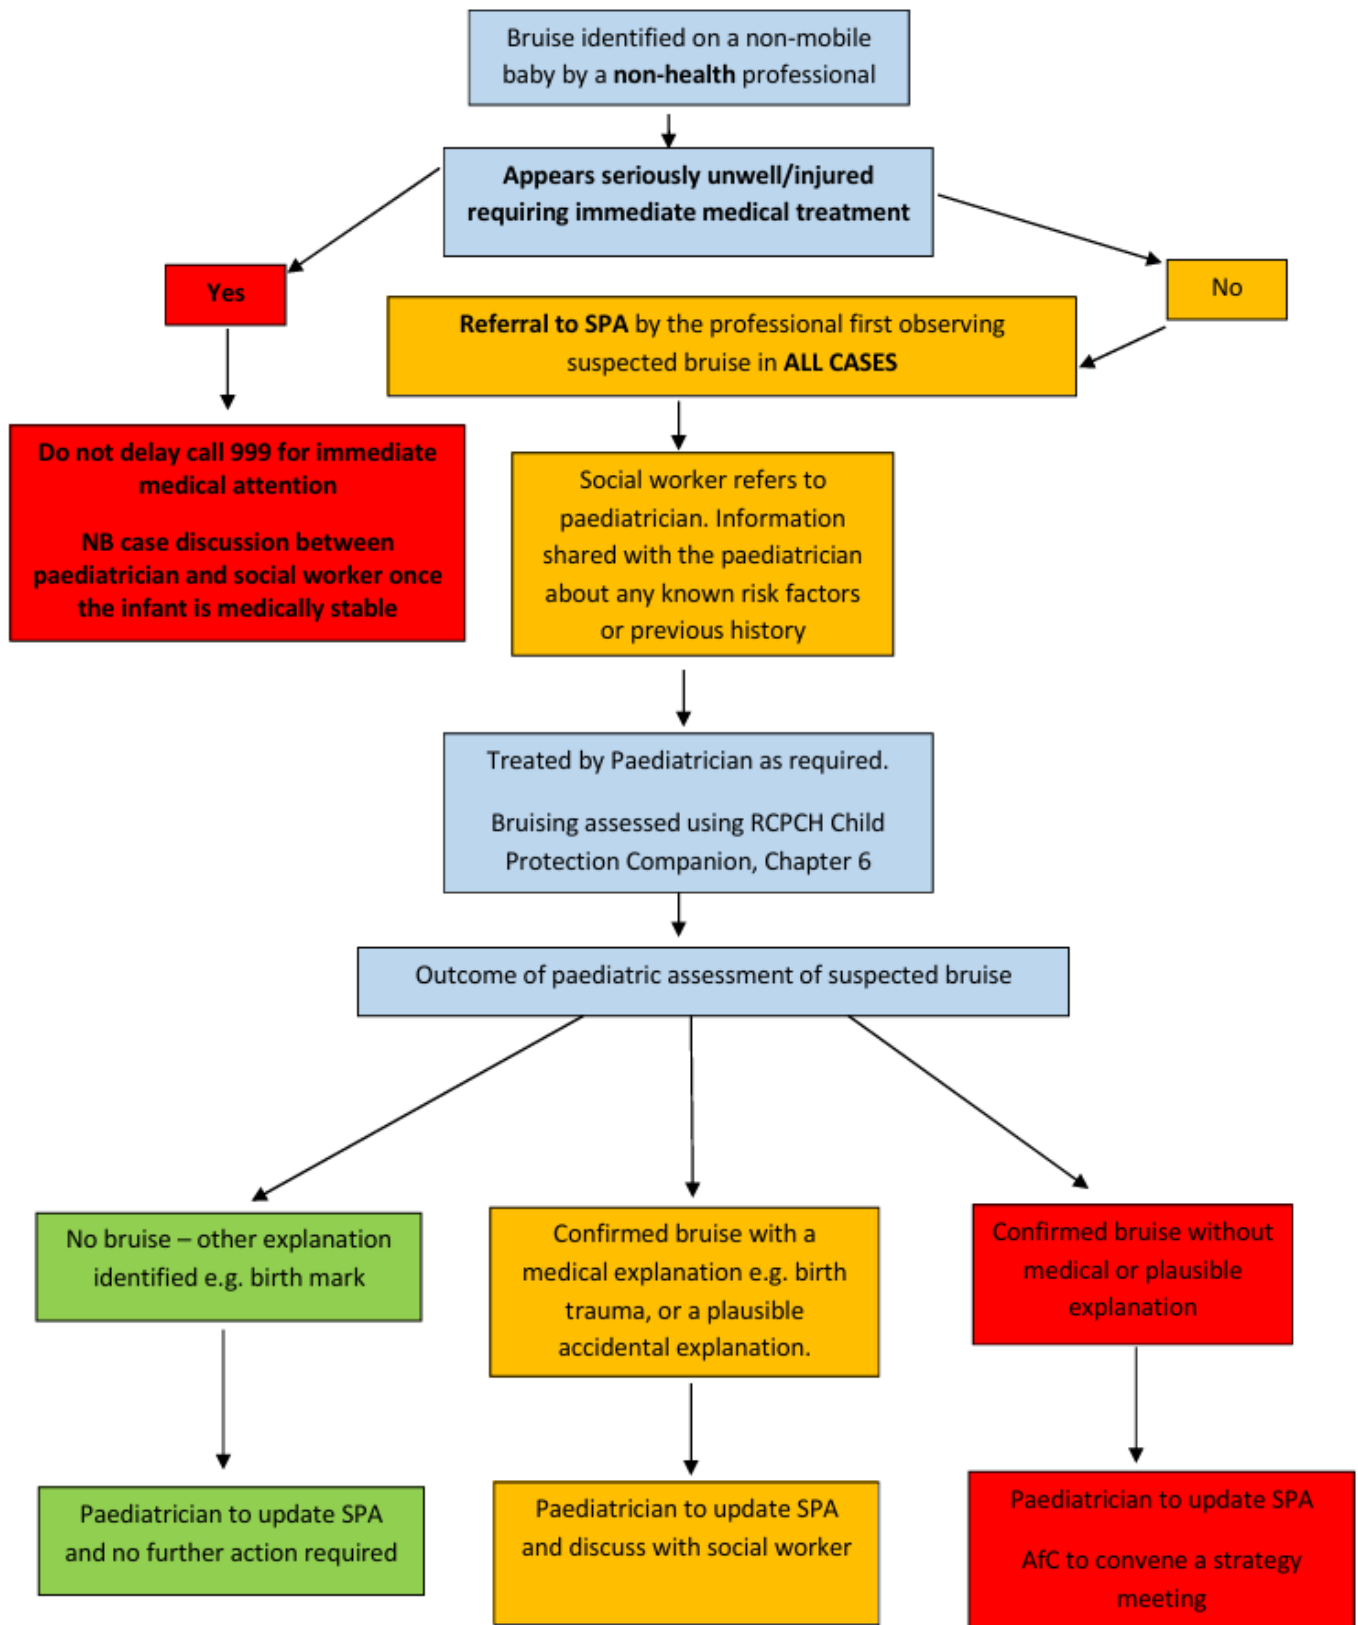 Bruise identified on a non-mobile
baby by a non-health professional
Appears seriously unwell/injured
requiring immediate medical treatment
Yes
No
Referral to SPA by the professional first observing
suspected bruise in ALL CASES
Do not delay call 999 for immediate
medical attention
NB case discussion between
paediatrician and social worker once
the infant is medically stable
Social worker refers to
paediatrician. Information
shared with the paediatrician
about any known risk factors
or previous history
Treated by Paediatrician as required.
Bruising assessed using RCPCH Child
Protection Companion, Chapter 6
Outcome of paediatric assessment of suspected bruise
No bruise – other explanation
identified e.g. birth mark
Confirmed bruise with a
medical explanation e.g. birth
trauma, or a plausible
accidental explanation.
Confirmed bruise without
medical or plausible
explanation
Paediatrician to update SPA
and no further action required
Paediatrician to update SPA
and discuss with social worker
Paediatrician to update SPA
AfC to convene a strategy
meeting